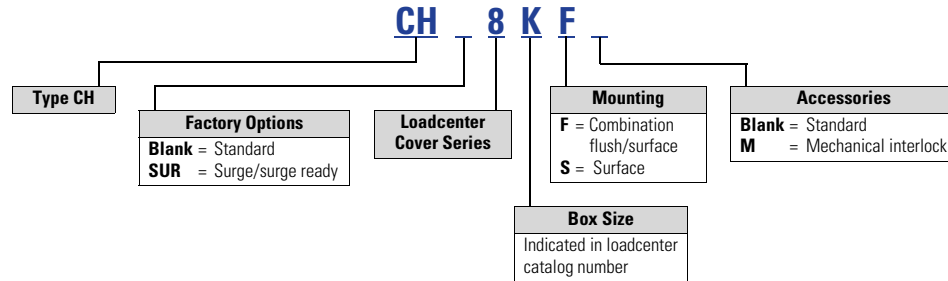 CH _ 8 K F _
Type CH
Factory Options
Blank = Standard
SUR = Surge/surge ready
Loadcenter
Cover Series
Mounting
F = Combination
flush/surface
S = Surface
Accessories
Blank = Standard
M = Mechanical interlock
Box Size
Indicated in loadcenter
catalog number